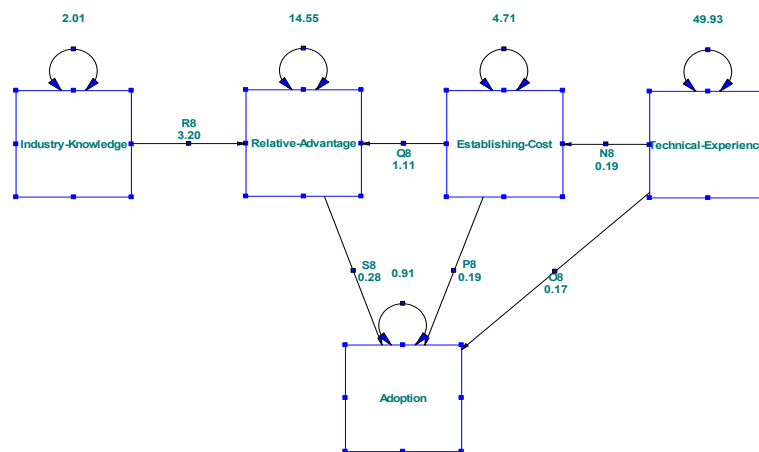 2.01
14.55
4.71
49.93
R8
3.20
Industry-Knowledge
Relative-Advantage
Q8
1.11
Establishing-Cost
N8
0.19
Technical-Experienc
S8
0.28
0.91
P8
0.19
O8
0.17
Adoption